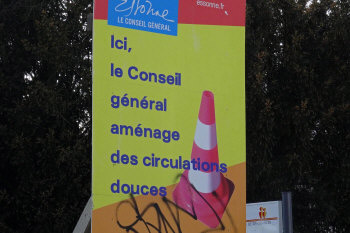 Essonne
LE CONSEIL GÉNÉRAL
essonne.fr
Ici,
le Conseil
général
aménage
des circulations
douces